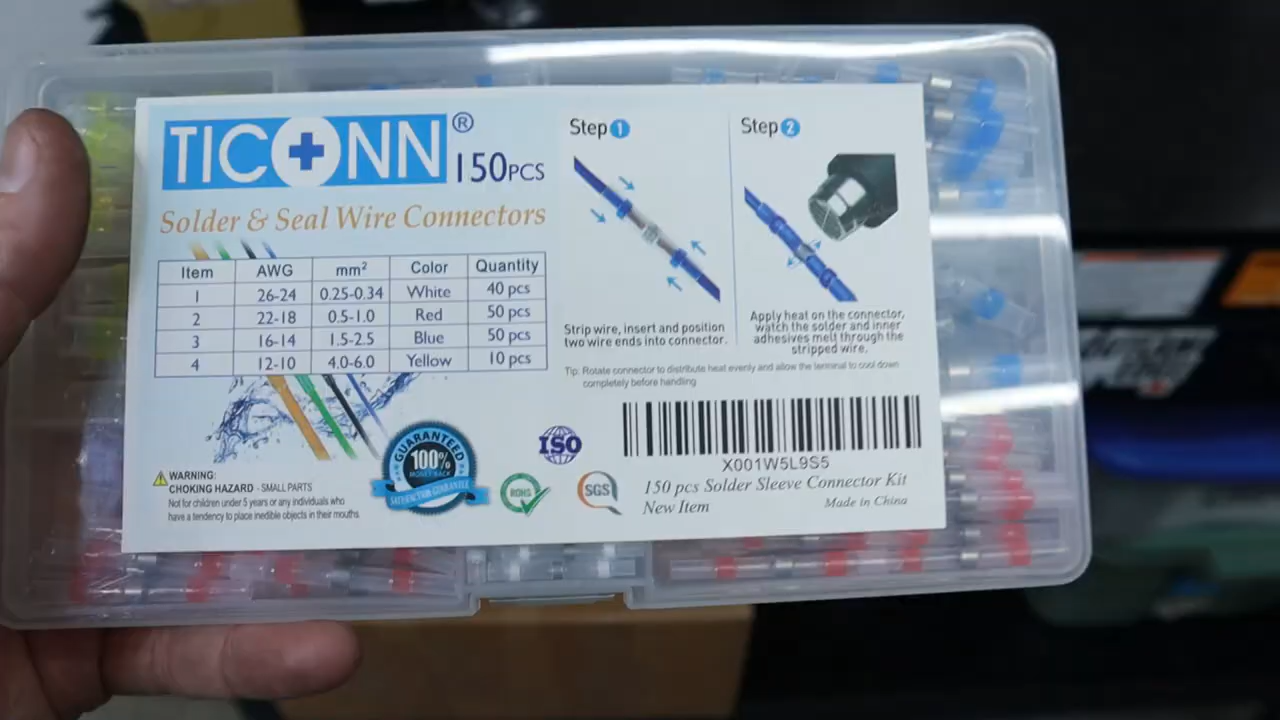 TICONN®
150PCS
Solder & Seal Wire Connectors
Item AWG mm² Color Quantity
1 26-24 0.25-0.34 White 40 pcs
2 22-18 0.5-1.0 Red 50 pcs
3 16-14 1.5-2.5 Blue 50 pcs
4 12-10 4.0-6.0 Yellow 10 pcs
Step 1
Strip wire, insert and position
two wire ends into connector.
Step 2
Apply heat on the connector,
watch the solder and inner
adhesives melt through the
stripped wire.
Tip: Rotate connector to distribute heat evenly and allow the terminal to cool down
completely before handling
WARNING:
CHOKING HAZARD - SMALL PARTS
Not for children under 5 years or any individuals who
have a tendency to place inedible objects in their mouths.
GUARANTEED
100%
MONEY BACK
SATISFACTION GUARANTEE
ISO
ROHS
SGS
X001W5L9S5
150 pcs Solder Sleeve Connector Kit
New Item
Made in China